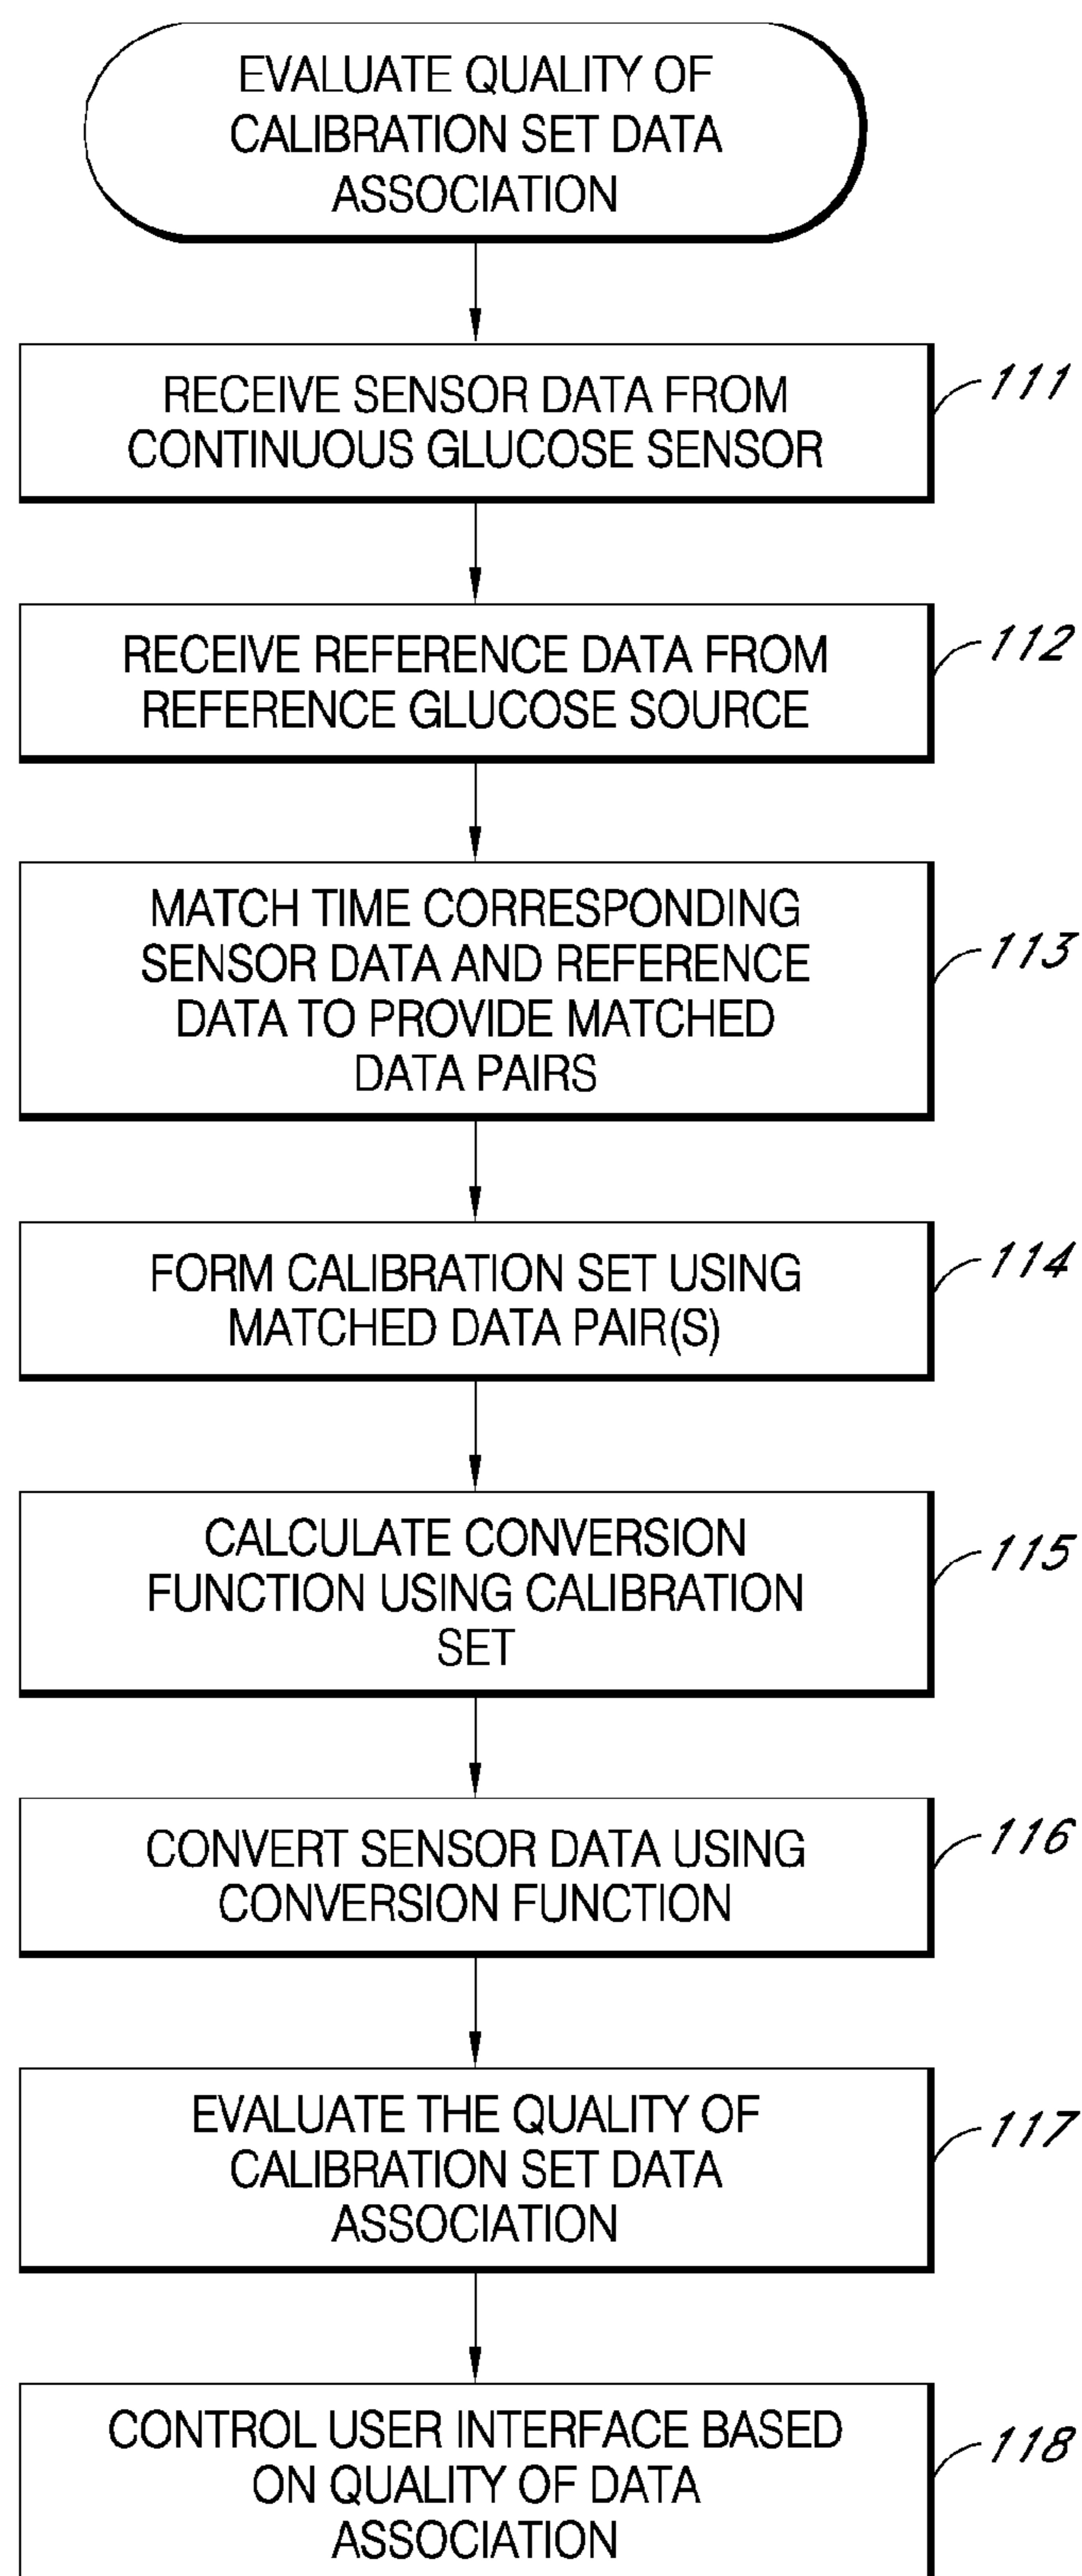 EVALUATE QUALITY OF
CALIBRATION SET DATA
ASSOCIATION
RECEIVE SENSOR DATA FROM
CONTINUOUS GLUCOSE SENSOR
111
RECEIVE REFERENCE DATA FROM
REFERENCE GLUCOSE SOURCE
112
MATCH TIME CORRESPONDING
SENSOR DATA AND REFERENCE
DATA TO PROVIDE MATCHED
DATA PAIRS
113
FORM CALIBRATION SET USING
MATCHED DATA PAIR(S)
114
CALCULATE CONVERSION
FUNCTION USING CALIBRATION
SET
115
CONVERT SENSOR DATA USING
CONVERSION FUNCTION
116
EVALUATE THE QUALITY OF
CALIBRATION SET DATA
ASSOCIATION
117
CONTROL USER INTERFACE BASED
ON QUALITY OF DATA
ASSOCIATION
118